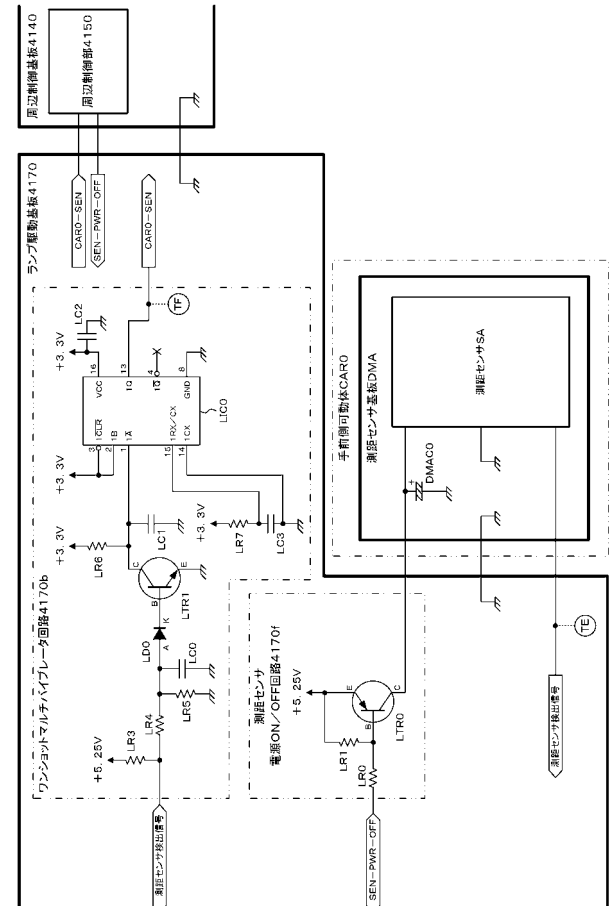 周辺制御基板4140
周辺制御部4150
ランプ駆動基板4170
CAR0-SEN
SEN-PWR-OFF
CAR0-SEN
TF
ワンショットマルチバイブレータ回路4170b
+5. 25V
LR3
LR4
LR5
LC0
LD0
A
K
B
C
E
LTR1
+3. 3V
LR6
LC1
+3. 3V
3
1CLR
2
1B
1
1A
15
1RX/CX
14
1CX
VCC
16
1Q
13
1Q
4
GND
8
LIC0
+3. 3V
LC2
+3. 3V
LR7
LC3
測距センサ検出信号
測距センサ
電源ON/OFF回路4170f
+5. 25V
LR1
LR0
B
E
C
LTR0
SEN-PWR-OFF
測距センサ検出信号
TE
手前側可動体CAR0
測距センサ基板DMA
測距センサSA
+
DMAC0